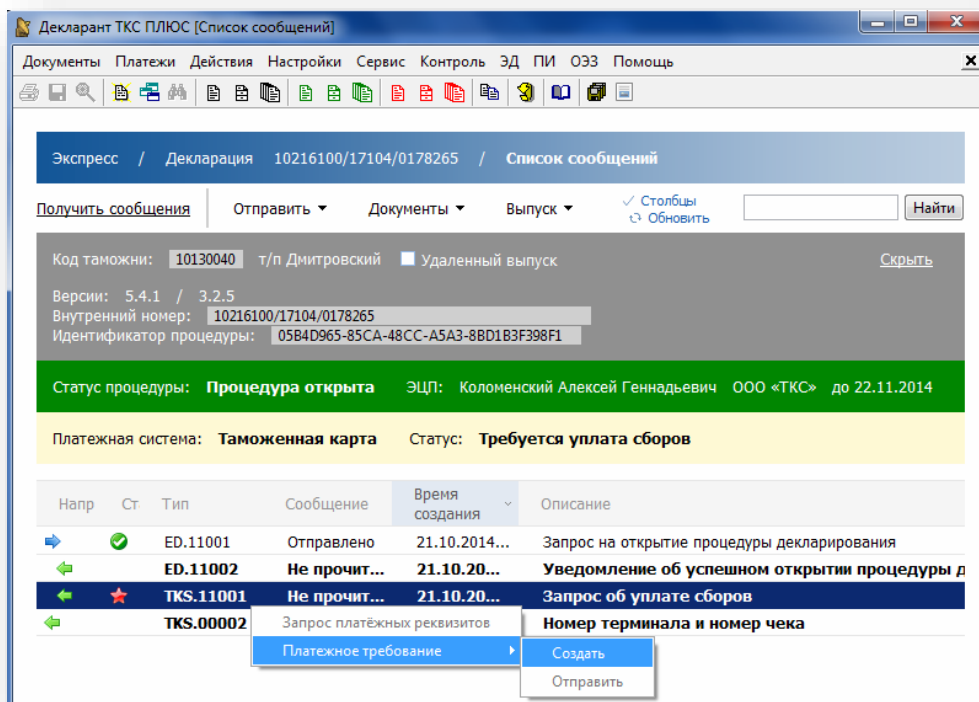 Декларант ТКС ПЛЮС [Список сообщений]
Документы Платежи Действия Настройки Сервис Контроль ЭД ПИ ОЭЗ Помощь
Экспресс / Декларация 10216100/17104/0178265 / Список сообщений
Получить сообщения Отправить Документы Выпуск Столбцы Обновить Найти
Код таможни: 10130040 т/п Дмитровский Удаленный выпуск Скрыть
Версии: 5.4.1 / 3.2.5
Внутренний номер: 10216100/17104/0178265
Идентификатор процедуры: 05B4D965-85CA-48CC-A5A3-8BD1B3F398F1
Статус процедуры: Процедура открыта ЭЦП: Коломенский Алексей Геннадьевич ООО «ТКС» до 22.11.2014
Платежная система: Таможенная карта Статус: Требуется уплата сборов
Напр Ст Тип Сообщение Время создания Описание
ED.11001 Отправлено 21.10.2014... Запрос на открытие процедуры декларирования
ED.11002 Не прочит... 21.10.20... Уведомление об успешном открытии процедуры д
TKS.11001 Не прочит... 21.10.20... Запрос об уплате сборов
TKS.00002 Запрос платёжных реквизитов Номер терминала и номер чека
Платежное требование Создать
Отправить